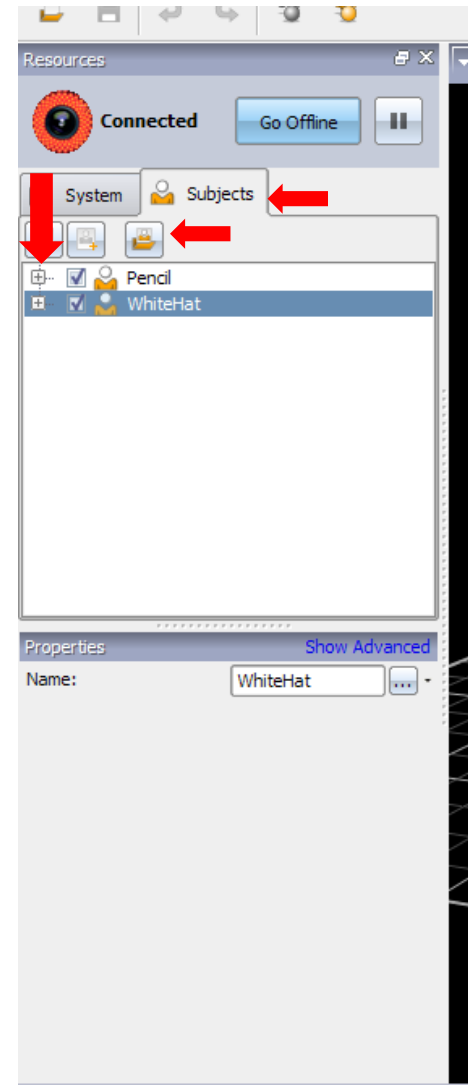 Resources
Connected
Go Offline
System
Subjects
Pencil
WhiteHat
Properties
Show Advanced
Name:
WhiteHat
...